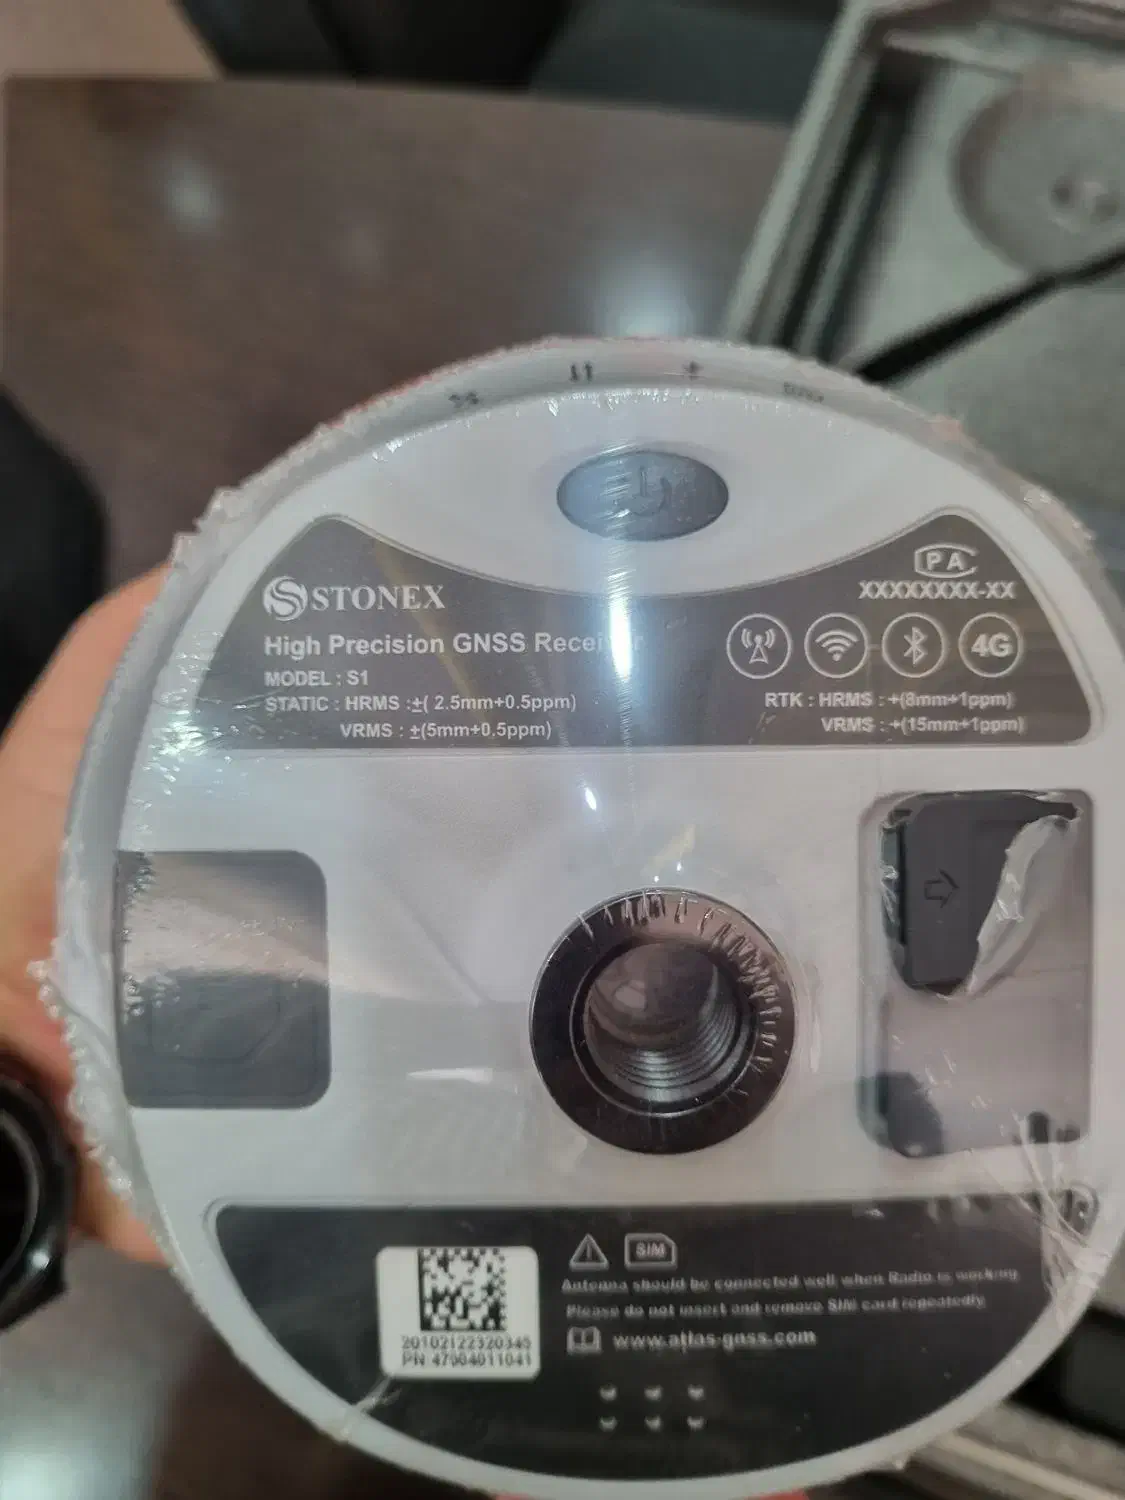 STONEX
High Precision GNSS Receiver
MODEL : S1
STATIC : HRMS :±( 2.5mm+0.5ppm)
VRMS : ±(5mm+0.5ppm)
PA
XXXXXXXX-XX
4G
RTK : HRMS : +(8mm+1ppm)
VRMS : +(15mm+1ppm)
SIM
Antenna should be connected well when Radio is working
Please do not insert and remove SIM card repeatedly
www.atlas-gnss.com
20102122320345
PN 47004011041